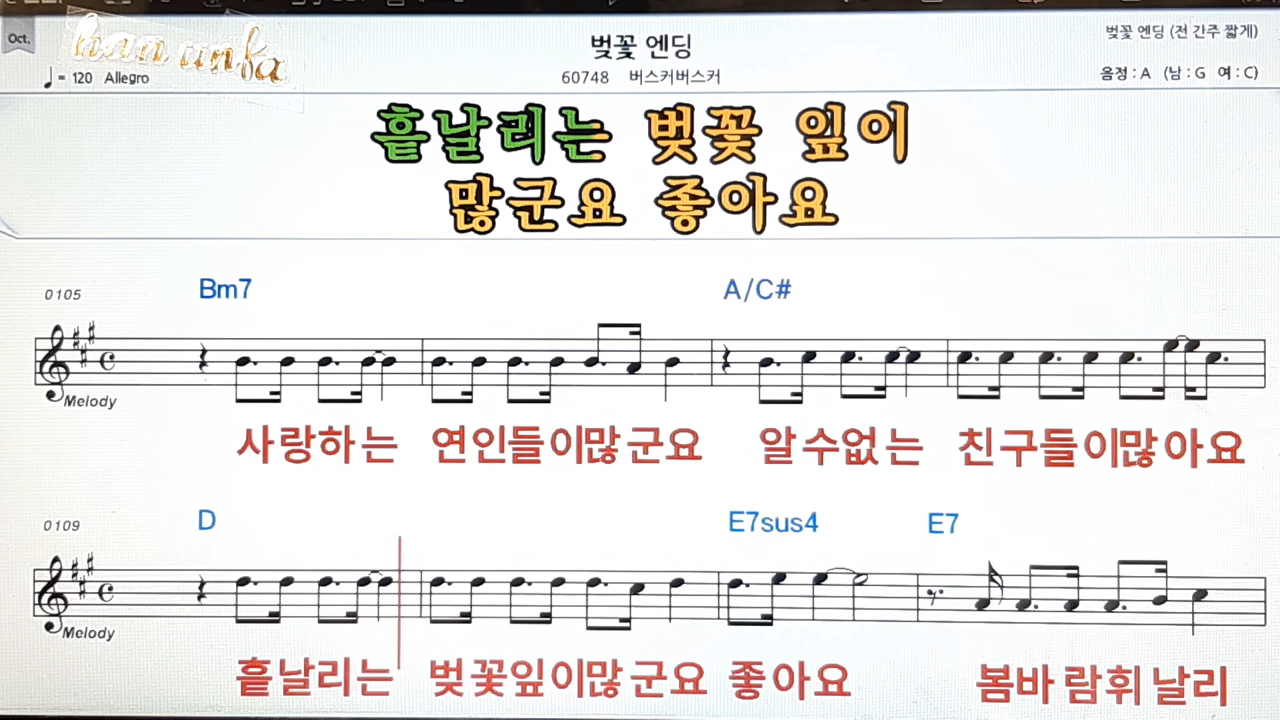 Oct.
han unfa
벚꽃 엔딩
벚꽃 엔딩 (전 간주 짧게)
♩= 120 Allegro
60748 버스커버스커
음정 : A (남 : G 여 : C)
흩날리는 벚꽃 잎이
많군요 좋아요
0105
Bm7 A/C#
Melody
사랑하는 연인들이많군요 알수없는 친구들이많아요
0109
D E7sus4 E7
Melody
흩날리는 벚꽃잎이많군요 좋아요 봄바람휘날리